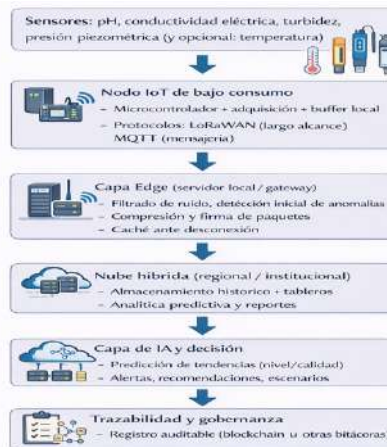 Sensores: pH, conductividad eléctrica, turbidez,
presión piezométrica (y opcional: temperatura)
Nodo IoT de bajo consumo
– Microcontrolador + adquisición + buffer local
– Protocolos: LoRaWAN (largo alcance)
MQTT (mensajería)
Capa Edge (servidor local / gateway)
– Filtrado de ruido, detección inicial de anomalías
– Compresión y firma de paquetes
– Caché ante desconexión
Nube híbrida (regional / institucional)
– Almacenamiento histórico + tableros
– Analítica predictiva y reportes
Capa de IA y decisión
– Predicción de tendencias (nivel/calidad)
– Alertas, recomendaciones, escenarios
Trazabilidad y gobernanza
– Registro auditable (blockchain u otras bitácoras)